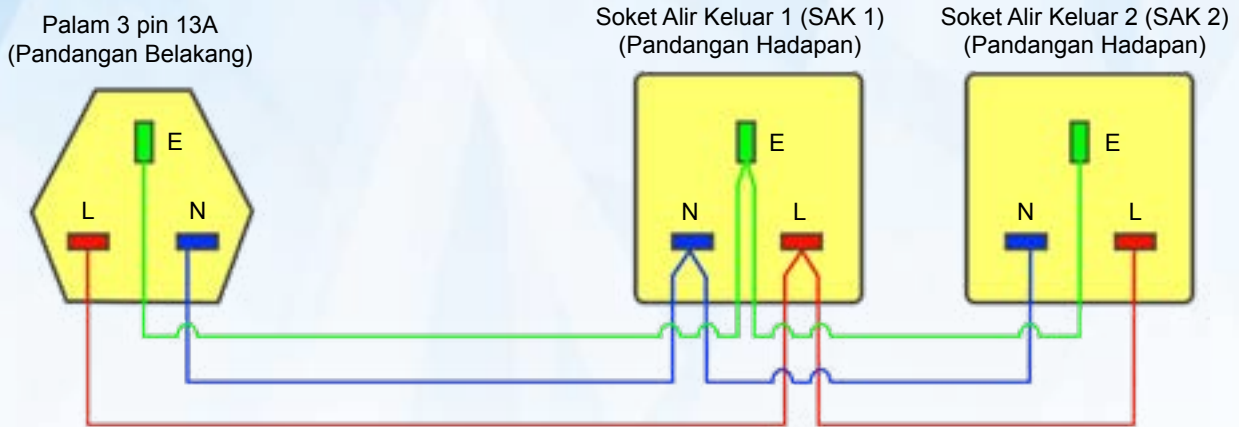 Palam 3 pin 13A
(Pandangan Belakang)
Soket Alir Keluar 1 (SAK 1)
(Pandangan Hadapan)
Soket Alir Keluar 2 (SAK 2)
(Pandangan Hadapan)
E
L
N
E
N
L
E
N
L